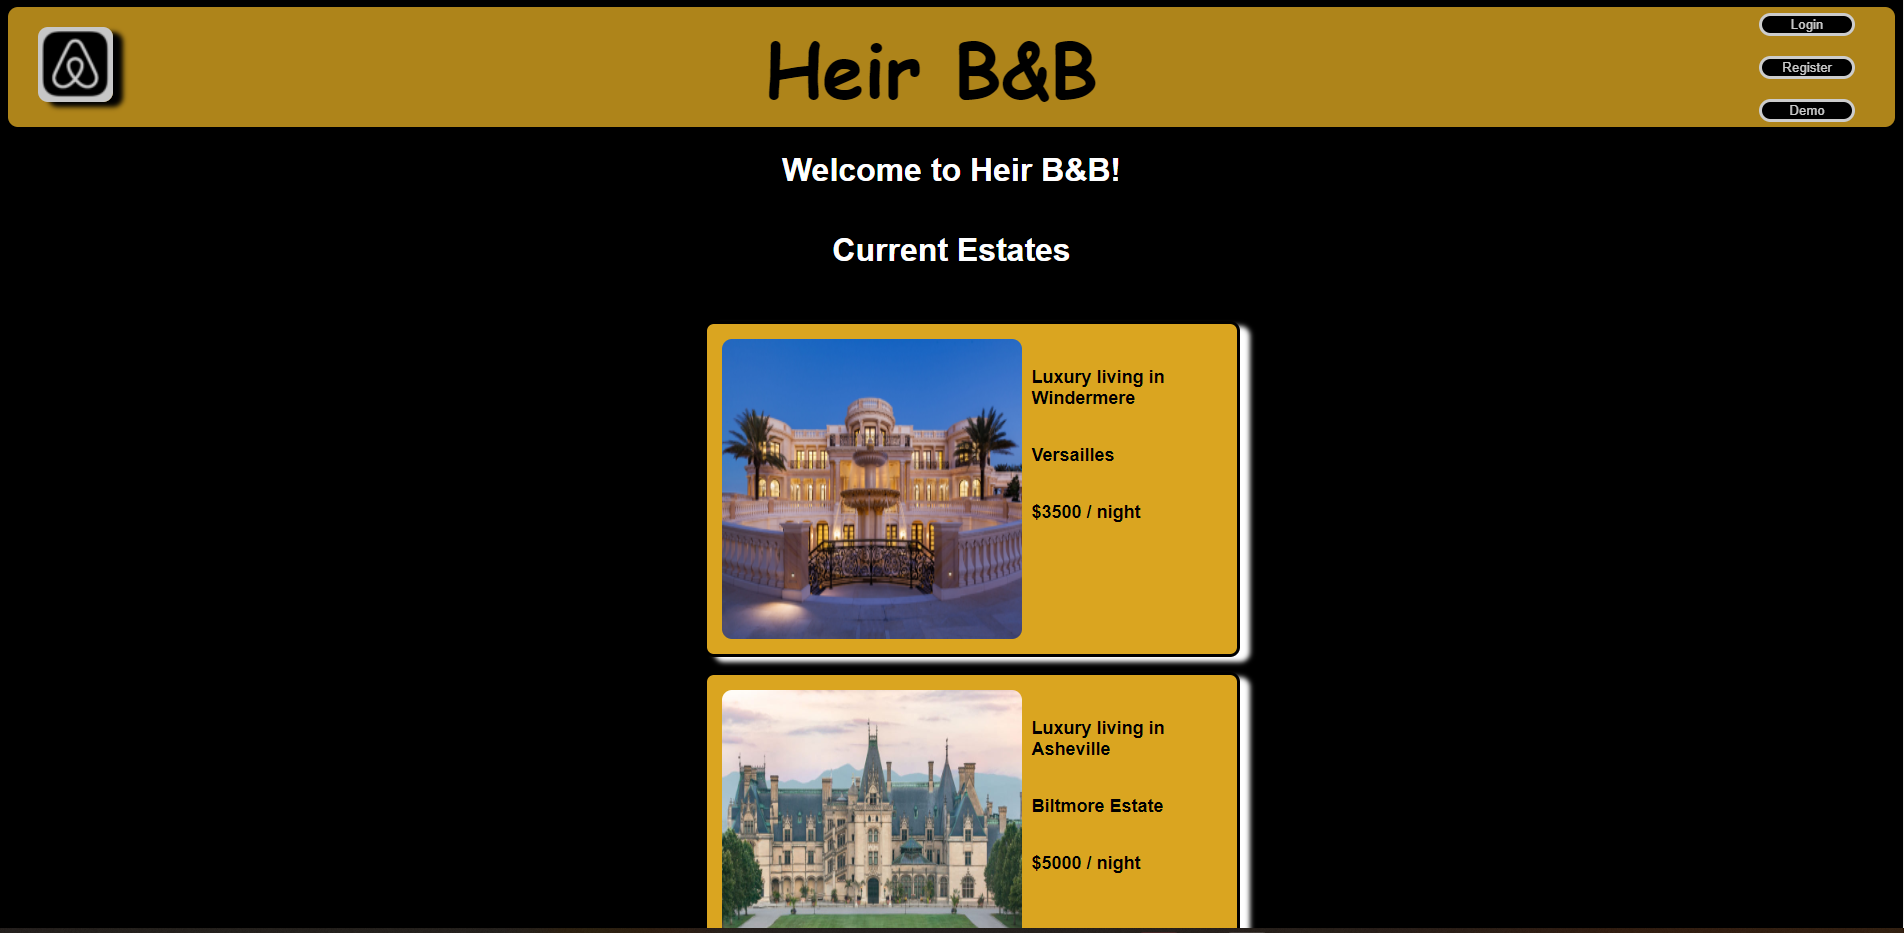 Heir B&B
Login
Register
Demo
Welcome to Heir B&B!
Current Estates
Luxury living in
Windermere
Versailles
$3500 / night
Luxury living in
Asheville
Biltmore Estate
$5000 / night